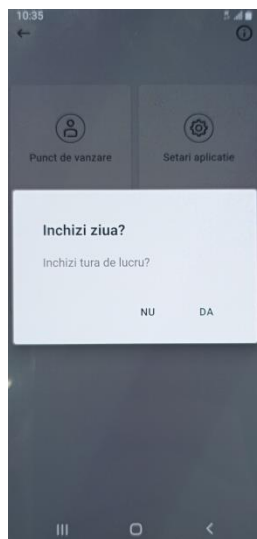 10:35
Punct de vanzare
Setari aplicatie
Inchizi ziua?
Inchizi tura de lucru?
NU
DA